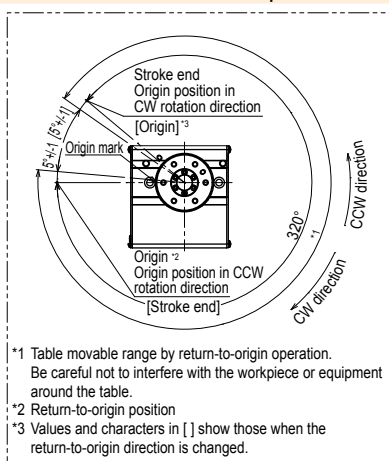 Stroke end
Origin position in
CW rotation direction
[Origin] *3
5°+/-1 [5°+/-1]
Origin mark
320°
*1
CCW direction
CW direction
Origin *2
Origin position in CCW
rotation direction
[Stroke end]
*1 Table movable range by return-to-origin operation.
Be careful not to interfere with the workpiece or equipment
around the table.
*2 Return-to-origin position
*3 Values and characters in [ ] show those when the
return-to-origin direction is changed.